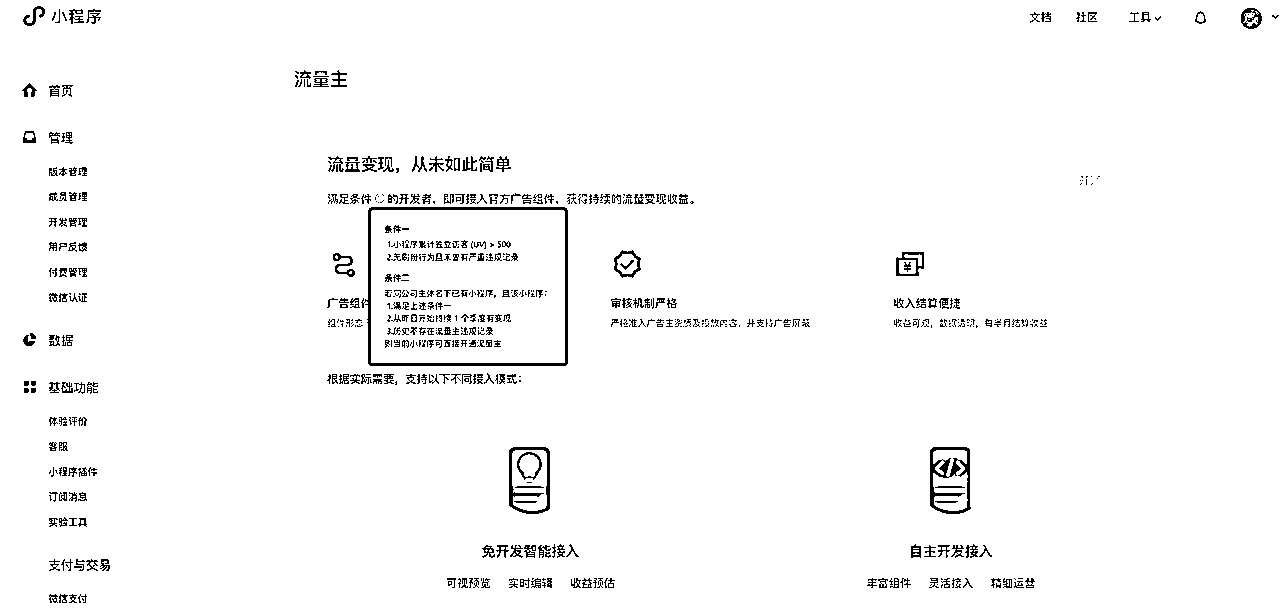 小程序
文档 社区 工具
首页
管理
版本管理
成员管理
开发管理
用户反馈
付费管理
微信认证
数据
基础功能
体验评价
客服
小程序插件
订阅消息
实验工具
支付与交易
微信支付
流量主
流量变现，从未如此简单
满足条件 的开发者，即可接入官方广告组件，获得持续的流量变现收益。
条件一
1.小程序累计独立访客 (UV) > 500
2.无刷粉行为且未曾有严重违规记录
条件二
若同公司主体名下已有小程序，且该小程序：
1.满足上述条件一
2.从昨日开始持续 1 个季度有变现
3.历史不存在流量主违规记录
则当前小程序可直接开通流量主
广告组件
组件形态
审核机制严格
严格准入广告主资质及投放内容，并支持广告屏蔽
收入结算便捷
收益可观，数据透明，每半月结算收益
根据实际需要，支持以下不同接入模式：
免开发智能接入
可视预览 实时编辑 收益预估
自主开发接入
丰富组件 灵活接入 精细运营